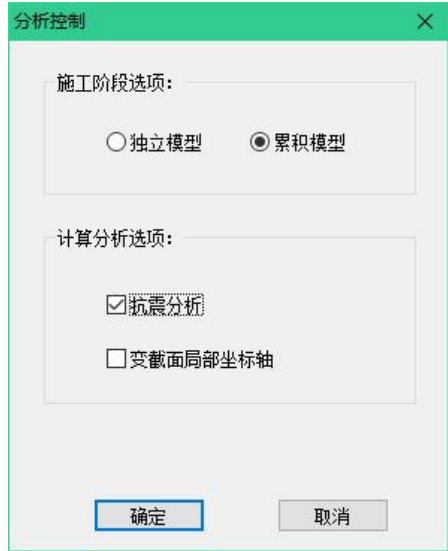 分析控制
施工阶段选项：
独立模型 累积模型
计算分析选项：
抗震分析
变截面局部坐标轴
确定 取消